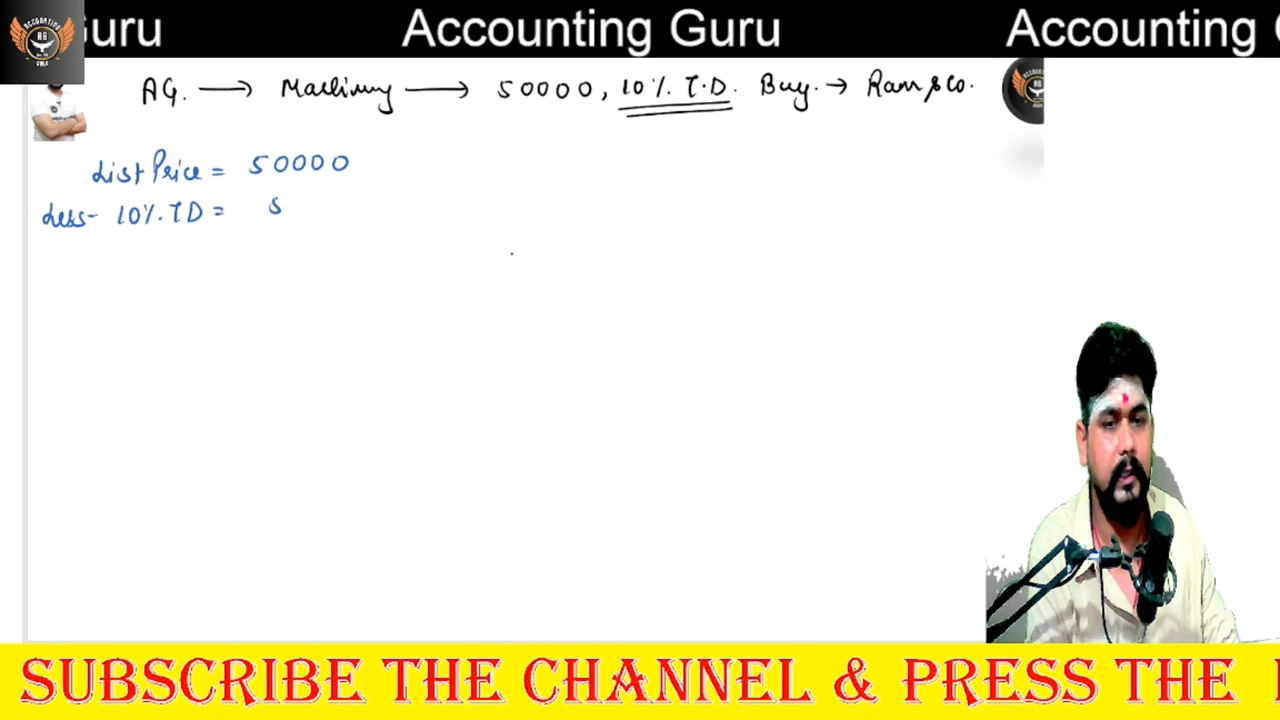 Guru Accounting Guru Accounting G
AG. → Machinery → 50000, 10% T.D. Buy. → Ram & Co.
List Price = 50000
Less- 10% TD = 5
SUBSCRIBE THE CHANNEL & PRESS THE